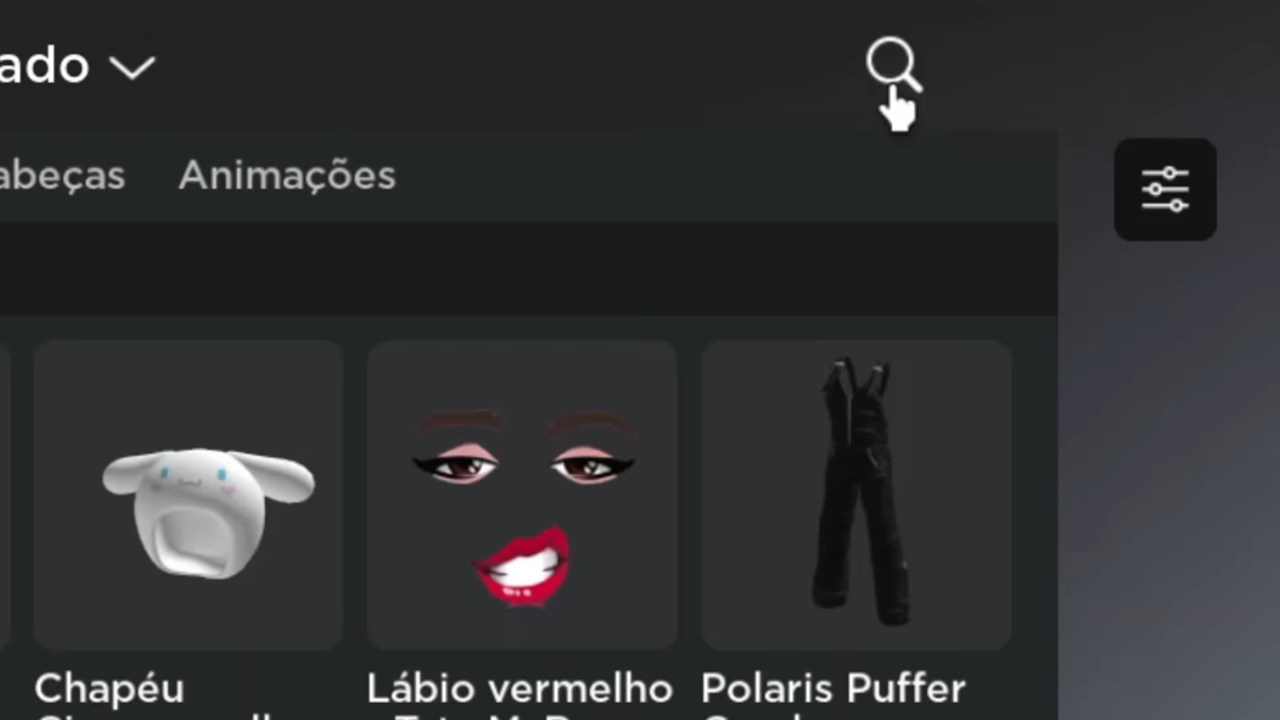 ado
abeças Animações
Chapéu Lábio vermelho Polaris Puffer